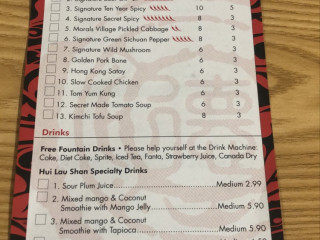 3. Signature Ten Year Spicy 10 5
4. Signature Secret Spicy 8 3
5. Morals Village Pickled Cabbage 8 3
6. Signature Green Sichuan Pepper 6 3
7. Signature Wild Mushroom 6 3
8. Golden Pork Bone 6 3
9. Hong Kong Satay 6 3
10. Slow Cooked Chicken 6 3
11. Tom Yum Kung 6 3
12. Secret Made Tomato Soup 6 3
13. Kimchi Tofu Soup 8 3
Drinks
Free Fountain Drinks • Please help yourself at the Drink Machine:
Coke, Diet Coke, Sprite, Iced Tea, Fanta, Strawberry Juice, Canada Dry
Hui Lau Shan Specialty Drinks
1. Sour Plum Juice Medium 2.99
2. Mixed mango & Coconut
Smoothie with Mango Jelly Medium 5.90
3. Mixed mango & Coconut
Smoothie with Tapioca Medium 5.90